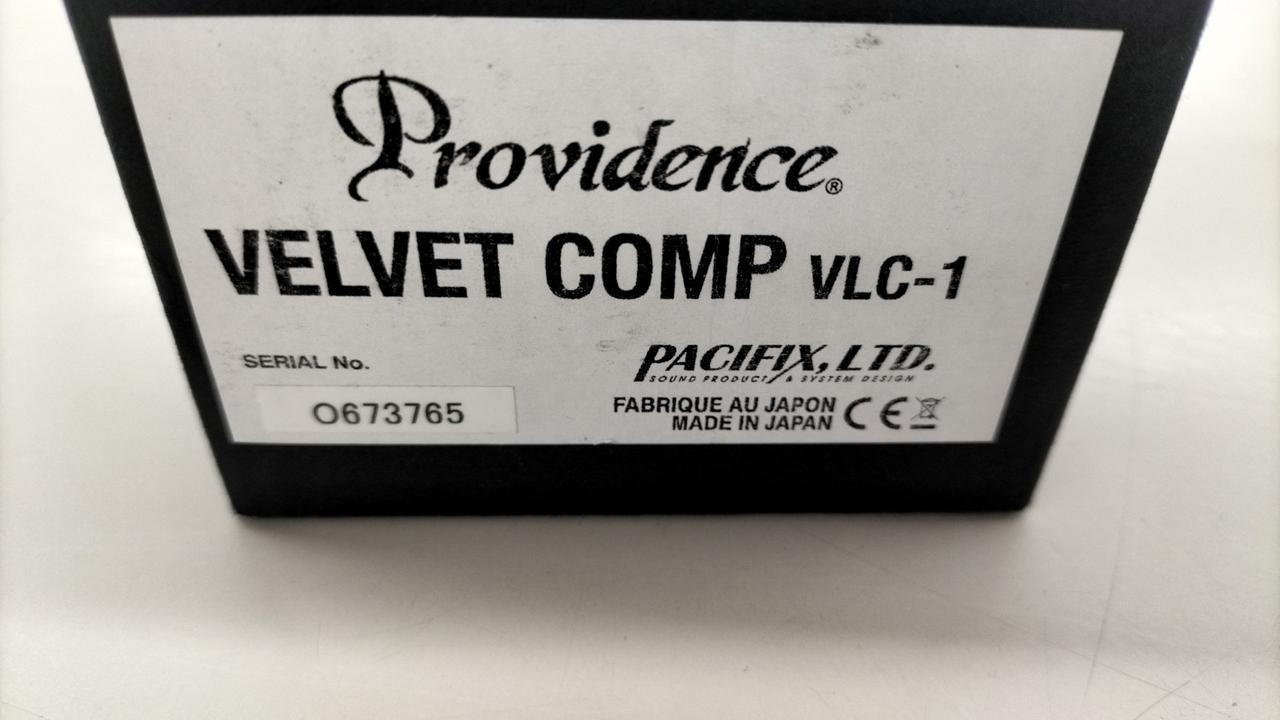 Providence®
VELVET COMP VLC-1
SERIAL No.
O673765
PACIFIX, LTD.
SOUND PRODUCT & SYSTEM DESIGN
FABRIQUE AU JAPON
MADE IN JAPAN
CE